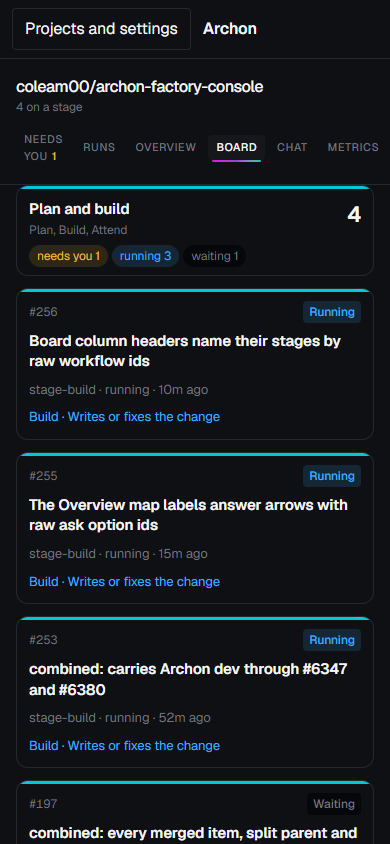 Projects and settings
Archon
coleam00/archon-factory-console
4 on a stage
NEEDS YOU 1
RUNS
OVERVIEW
BOARD
CHAT
METRICS
Plan and build
4
Plan, Build, Attend
needs you 1
running 3
waiting 1
#256
Running
Board column headers name their stages by
raw workflow ids
stage-build · running · 10m ago
Build · Writes or fixes the change
#255
Running
The Overview map labels answer arrows with
raw ask option ids
stage-build · running · 15m ago
Build · Writes or fixes the change
#253
Running
combined: carries Archon dev through #6347
and #6380
stage-build · running · 52m ago
Build · Writes or fixes the change
#197
Waiting
combined: every merged item, split parent and